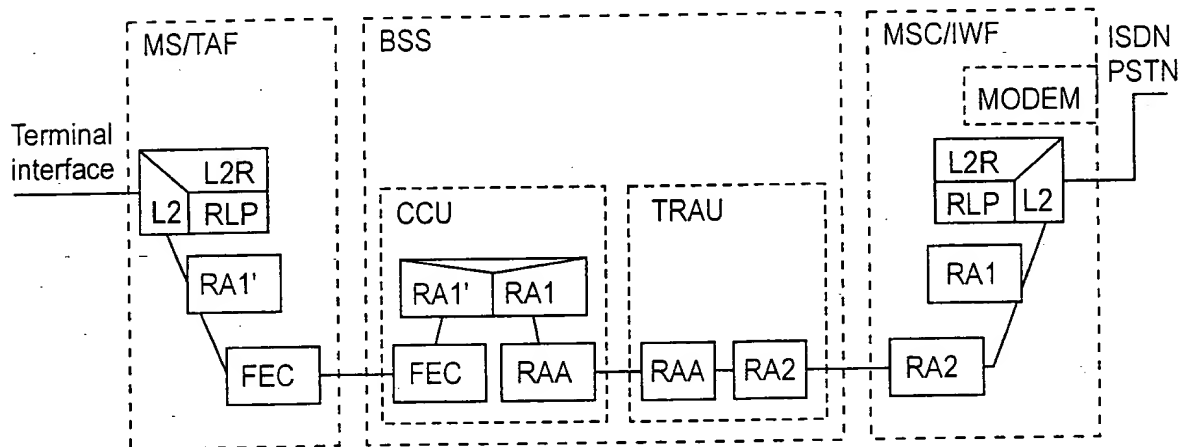 MS/TAF
BSS
MSC/IWF
ISDN
PSTN
MODEM
Terminal
interface
L2R
L2
RLP
L2R
RLP
L2
CCU
TRAU
RA1'
RA1'
RA1
RA1
FEC
FEC
RAA
RAA
RA2
RA2